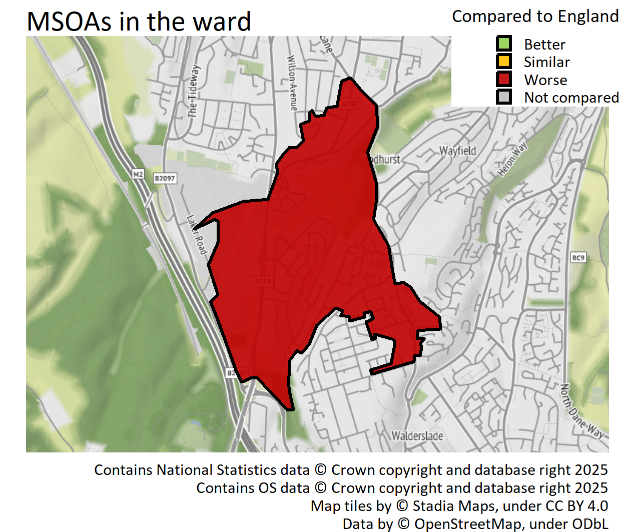 MSOAs in the ward
Compared to England
Better
Similar
Worse
Not compared
The Tideway
Wilson Avenue
Lane
Wayfield
Heron Way
M2
B2097
RC9
A229
North Dane Way
Walderslade
Contains National Statistics data © Crown copyright and database right 2025
Contains OS data © Crown copyright and database right 2025
Map tiles by © Stadia Maps, under CC BY 4.0
Data by © OpenStreetMap, under ODbL